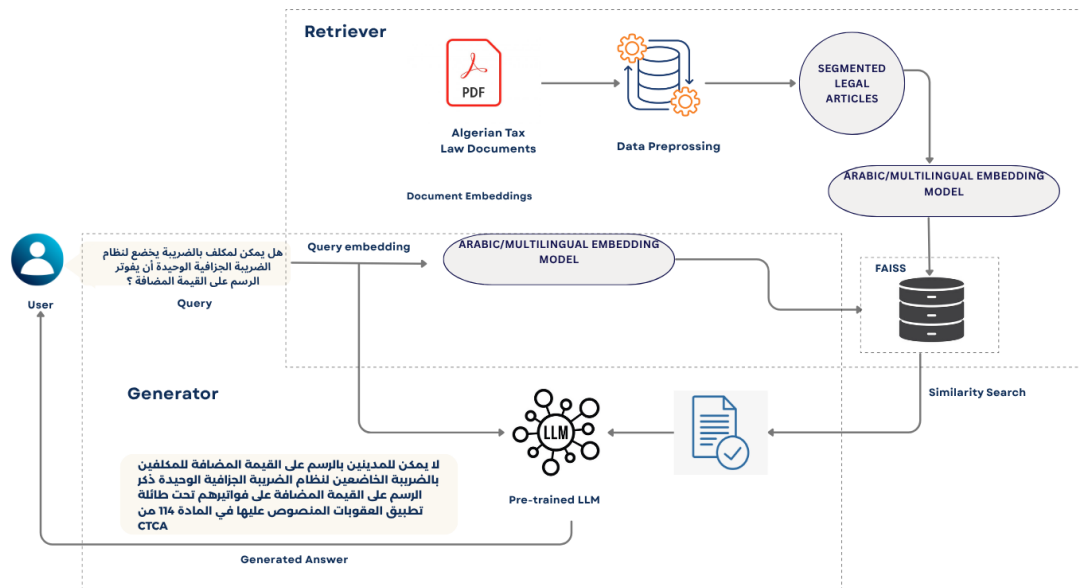 Retriever
PDF
Algerian Tax
Law Documents
Data Preprossing
SEGMENTED
LEGAL
ARTICLES
Document Embeddings
ARABIC/MULTILINGUAL EMBEDDING
MODEL
هل يمكن لمكلف بالضريبة يخضع لنظام
الضريبة الجزافية الوحيدة أن يفوتر
الرسم على القيمة المضافة ؟
Query embedding
ARABIC/MULTILINGUAL EMBEDDING
MODEL
FAISS
User
Query
Generator
LLM
Similarity Search
Pre-trained LLM
لا يمكن للمدينين بالرسم على القيمة المضافة للمكلفين
بالضريبة الخاضعين لنظام الضريبة الجزافية الوحيدة ذكر
الرسم على القيمة المضافة على فواتيرهم تحت طائلة
تطبيق العقوبات المنصوص عليها في المادة 114 من
CTCA
Generated Answer